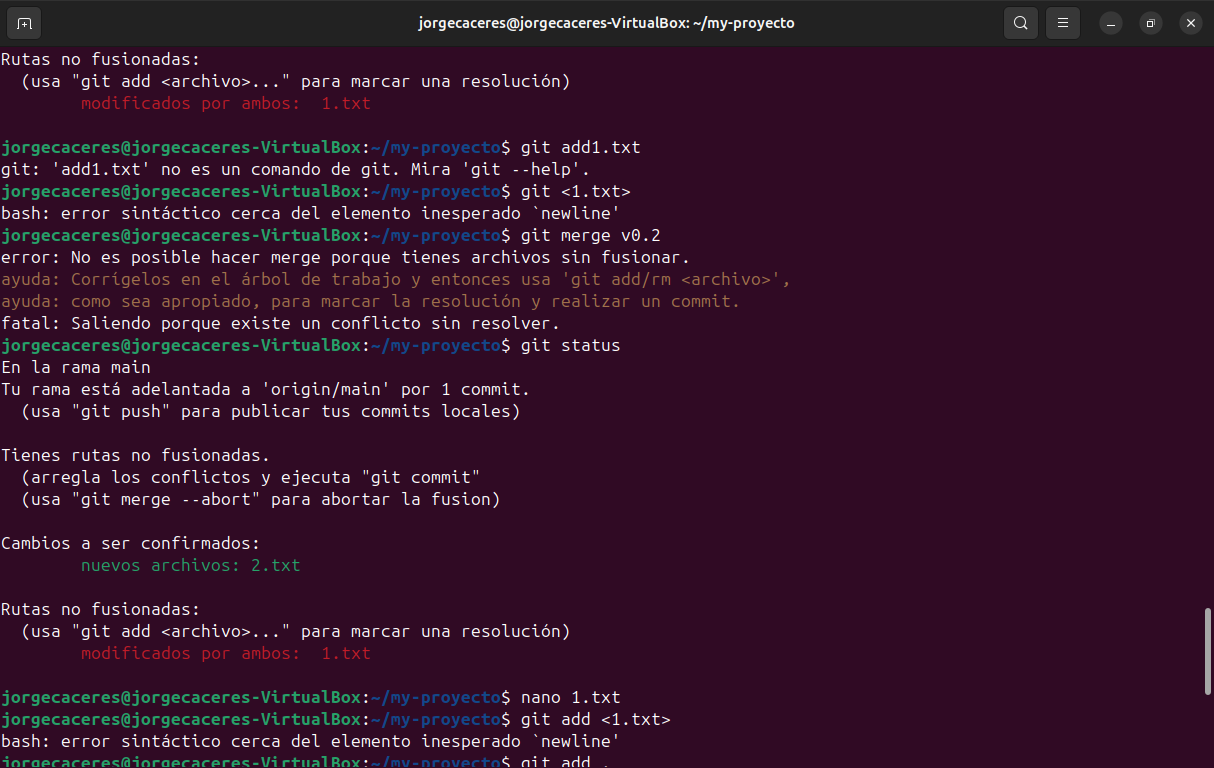 jorgecaceres@jorgecaceres-VirtualBox: ~/my-proyecto
Rutas no fusionadas:
  (usa "git add <archivo>..." para marcar una resolución)
        modificados por ambos:  1.txt

jorgecaceres@jorgecaceres-VirtualBox:~/my-proyecto$ git add1.txt
git: 'add1.txt' no es un comando de git. Mira 'git --help'.
jorgecaceres@jorgecaceres-VirtualBox:~/my-proyecto$ git <1.txt>
bash: error sintáctico cerca del elemento inesperado `newline'
jorgecaceres@jorgecaceres-VirtualBox:~/my-proyecto$ git merge v0.2
error: No es posible hacer merge porque tienes archivos sin fusionar.
ayuda: Corrígelos en el árbol de trabajo y entonces usa 'git add/rm <archivo>',
ayuda: como sea apropiado, para marcar la resolución y realizar un commit.
fatal: Saliendo porque existe un conflicto sin resolver.
jorgecaceres@jorgecaceres-VirtualBox:~/my-proyecto$ git status
En la rama main
Tu rama está adelantada a 'origin/main' por 1 commit.
  (usa "git push" para publicar tus commits locales)

Tienes rutas no fusionadas.
  (arregla los conflictos y ejecuta "git commit"
  (usa "git merge --abort" para abortar la fusion)

Cambios a ser confirmados:
        nuevos archivos: 2.txt

Rutas no fusionadas:
  (usa "git add <archivo>..." para marcar una resolución)
        modificados por ambos:  1.txt

jorgecaceres@jorgecaceres-VirtualBox:~/my-proyecto$ nano 1.txt
jorgecaceres@jorgecaceres-VirtualBox:~/my-proyecto$ git add <1.txt>
bash: error sintáctico cerca del elemento inesperado `newline'
jorgecaceres@jorgecaceres-VirtualBox:~/my-proyecto$ git add .